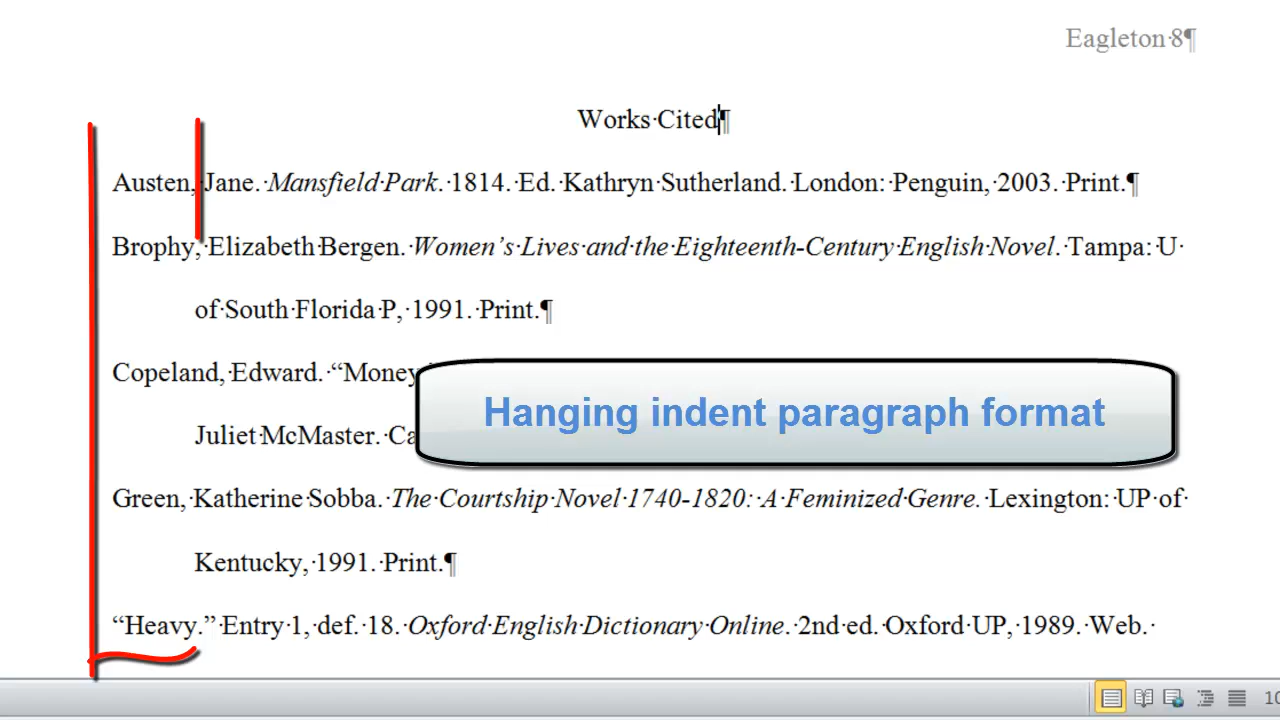 Eagleton·8¶
Works·Cited¶
Austen,·Jane.·Mansfield·Park.·1814.·Ed.·Kathryn·Sutherland.·London:·Penguin,·2003.·Print.¶
Brophy,·Elizabeth·Bergen.·Women’s·Lives·and·the·Eighteenth-Century·English·Novel.·Tampa:·U·
of·South·Florida·P,·1991.·Print.¶
Copeland,·Edward.·“Money
Hanging indent paragraph format
Juliet·McMaster.·
Green,·Katherine·Sobba.·The·Courtship·Novel·1740-1820:·A·Feminized·Genre.·Lexington:·UP·of·
Kentucky,·1991.·Print.¶
“Heavy.”·Entry·1,·def.·18.·Oxford·English·Dictionary·Online.·2nd·ed.·Oxford·UP,·1989.·Web.·